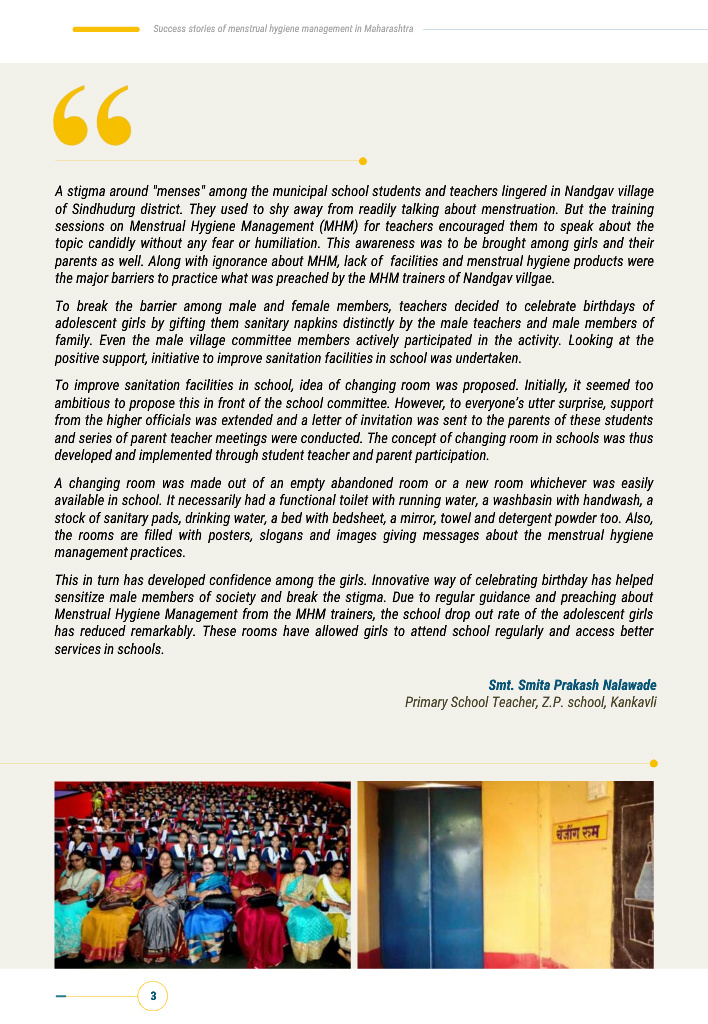 Success stories of menstrual hygiene management in Maharashtra
“
A stigma around "menses" among the municipal school students and teachers lingered in Nandgav village
of Sindhudurg district. They used to shy away from readily talking about menstruation. But the training
sessions on Menstrual Hygiene Management (MHM) for teachers encouraged them to speak about the
topic candidly without any fear or humiliation. This awareness was to be brought among girls and their
parents as well. Along with ignorance about MHM, lack of facilities and menstrual hygiene products were
the major barriers to practice what was preached by the MHM trainers of Nandgav villgae.
To break the barrier among male and female members, teachers decided to celebrate birthdays of
adolescent girls by gifting them sanitary napkins distinctly by the male teachers and male members of
family. Even the male village committee members actively participated in the activity. Looking at the
positive support, initiative to improve sanitation facilities in school was undertaken.
To improve sanitation facilities in school, idea of changing room was proposed. Initially, it seemed too
ambitious to propose this in front of the school committee. However, to everyone’s utter surprise, support
from the higher officials was extended and a letter of invitation was sent to the parents of these students
and series of parent teacher meetings were conducted. The concept of changing room in schools was thus
developed and implemented through student teacher and parent participation.
A changing room was made out of an empty abandoned room or a new room whichever was easily
available in school. It necessarily had a functional toilet with running water, a washbasin with handwash, a
stock of sanitary pads, drinking water, a bed with bedsheet, a mirror, towel and detergent powder too. Also,
the rooms are filled with posters, slogans and images giving messages about the menstrual hygiene
management practices.
This in turn has developed confidence among the girls. Innovative way of celebrating birthday has helped
sensitize male members of society and break the stigma. Due to regular guidance and preaching about
Menstrual Hygiene Management from the MHM trainers, the school drop out rate of the adolescent girls
has reduced remarkably. These rooms have allowed girls to attend school regularly and access better
services in schools.
Smt. Smita Prakash Nalawade
Primary School Teacher, Z.P. school, Kankavli
चेंजींग रुम
3